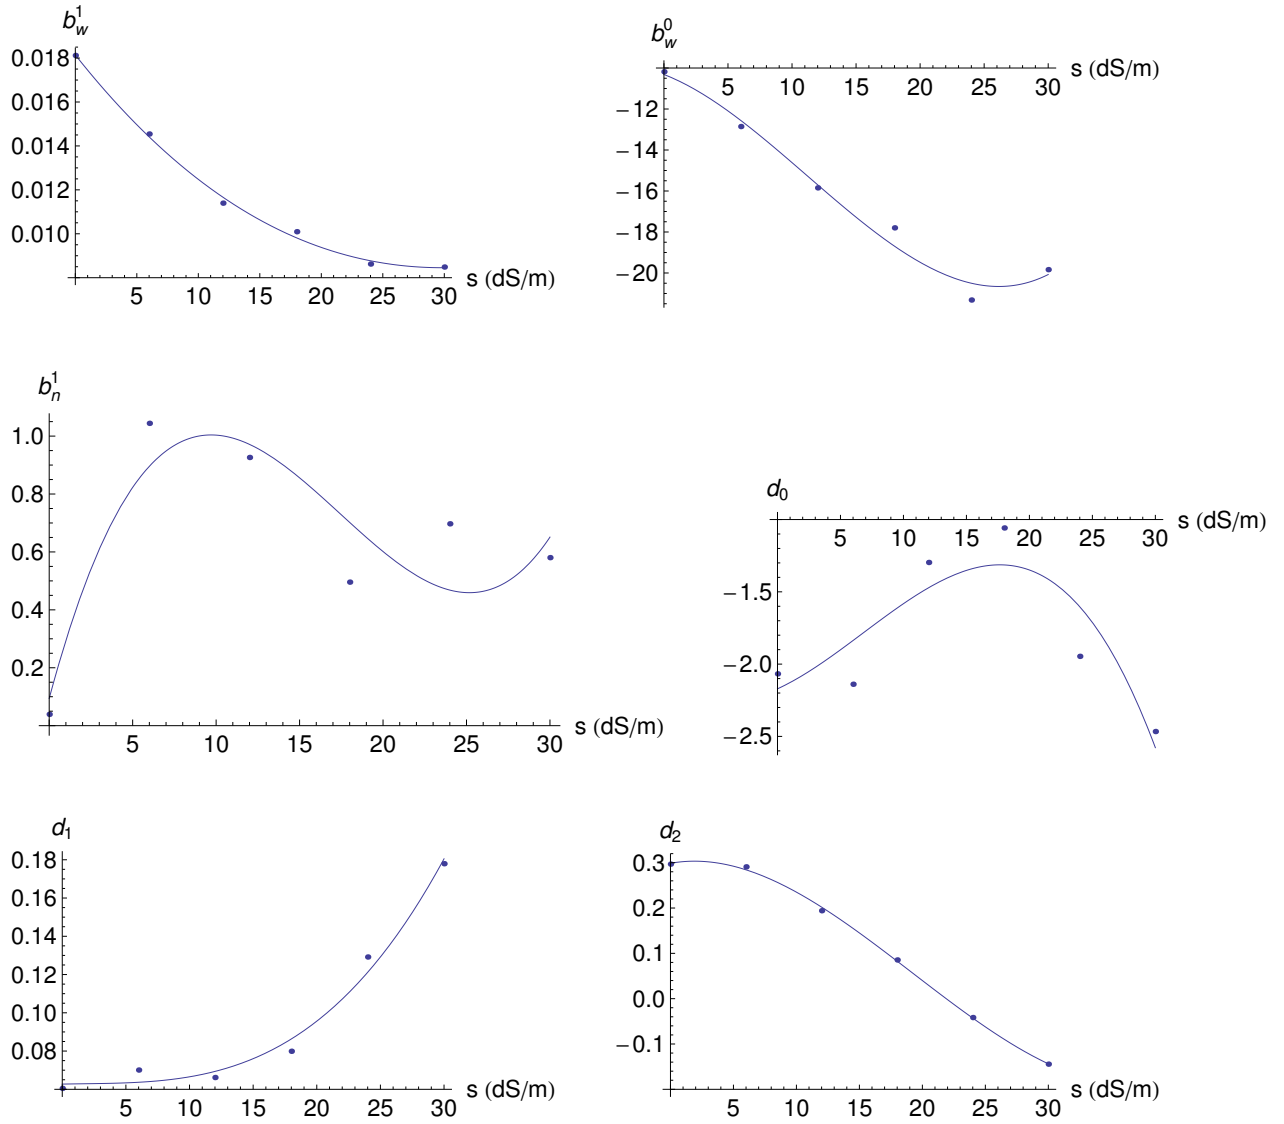 b_w^1
0.018
0.016
0.014
0.012
0.010
s (dS/m)
5 10 15 20 25 30
b_w^0
s (dS/m)
5 10 15 20 25 30
−12
−14
−16
−18
−20
b_n^1
1.0
0.8
0.6
0.4
0.2
s (dS/m)
5 10 15 20 25 30
d_0
s (dS/m)
5 10 15 20 25 30
−1.5
−2.0
−2.5
d_1
0.18
0.16
0.14
0.12
0.10
0.08
s (dS/m)
5 10 15 20 25 30
d_2
0.3
0.2
0.1
0.0
−0.1
s (dS/m)
5 10 15 20 25 30